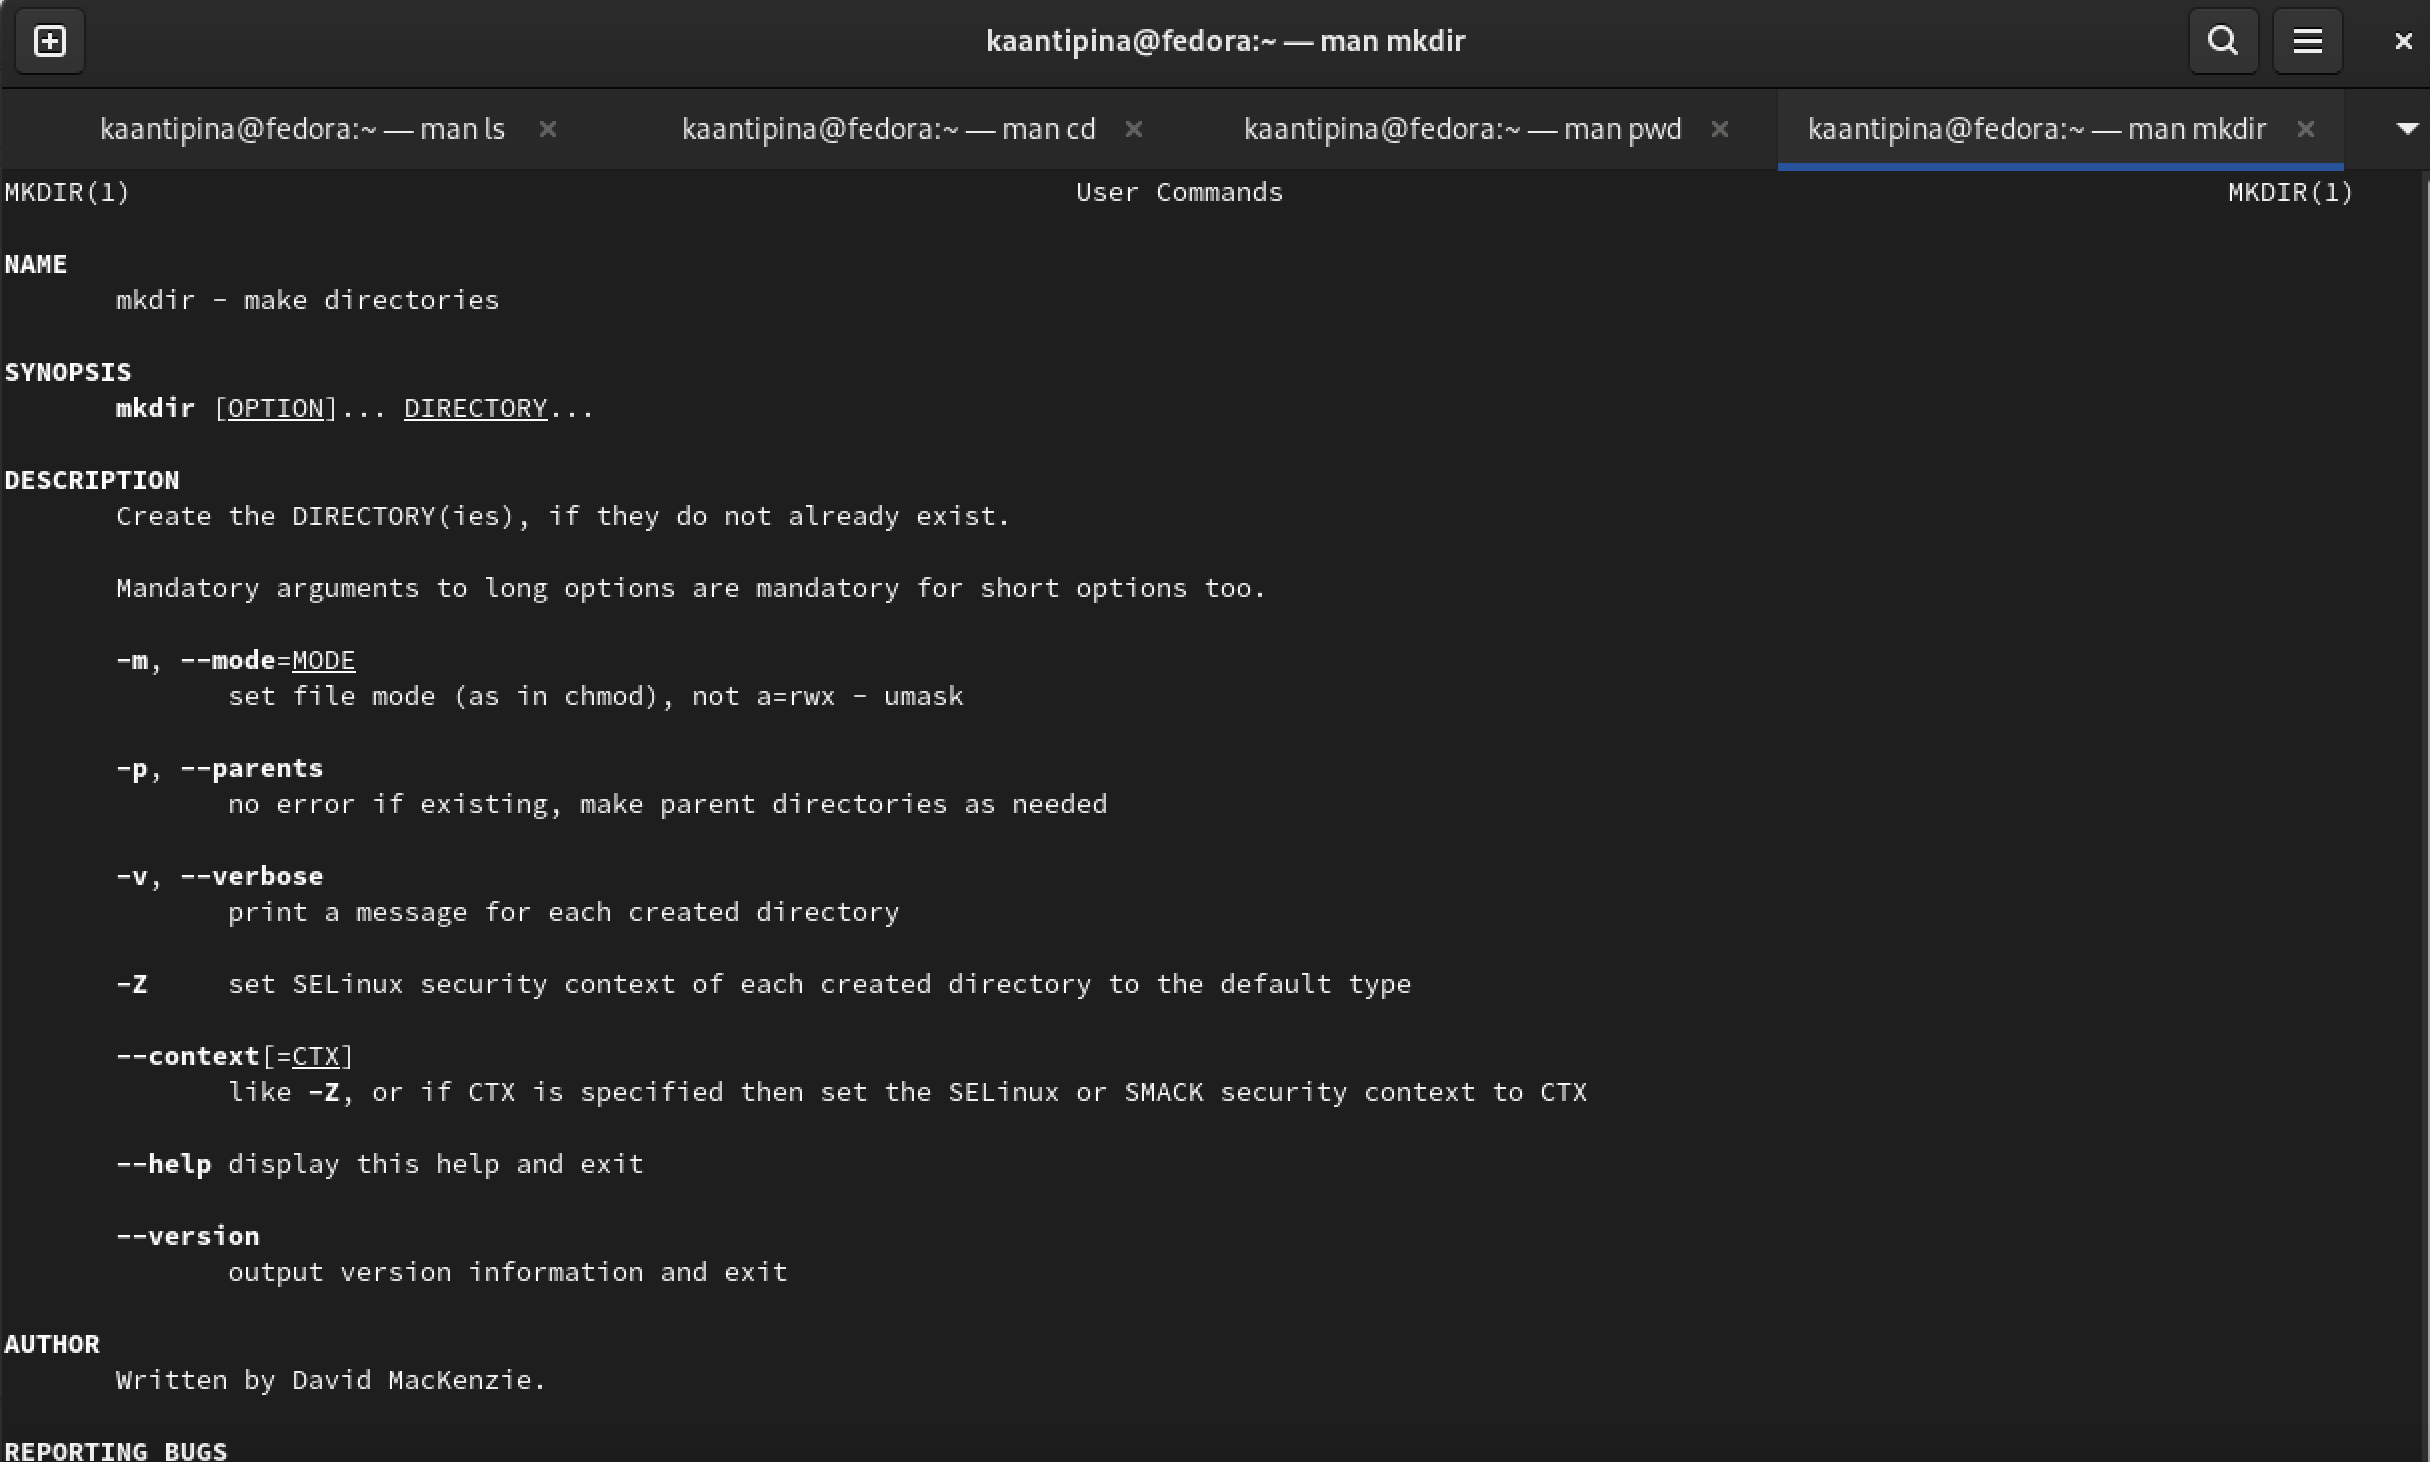 kaantipina@fedora:~ — man mkdir
kaantipina@fedora:~ — man ls kaantipina@fedora:~ — man cd kaantipina@fedora:~ — man pwd kaantipina@fedora:~ — man mkdir
MKDIR(1) User Commands MKDIR(1)
NAME
mkdir - make directories
SYNOPSIS
mkdir [OPTION]... DIRECTORY...
DESCRIPTION
Create the DIRECTORY(ies), if they do not already exist.
Mandatory arguments to long options are mandatory for short options too.
-m, --mode=MODE
set file mode (as in chmod), not a=rwx - umask
-p, --parents
no error if existing, make parent directories as needed
-v, --verbose
print a message for each created directory
-Z set SELinux security context of each created directory to the default type
--context[=CTX]
like -Z, or if CTX is specified then set the SELinux or SMACK security context to CTX
--help display this help and exit
--version
output version information and exit
AUTHOR
Written by David MacKenzie.
REPORTING BUGS